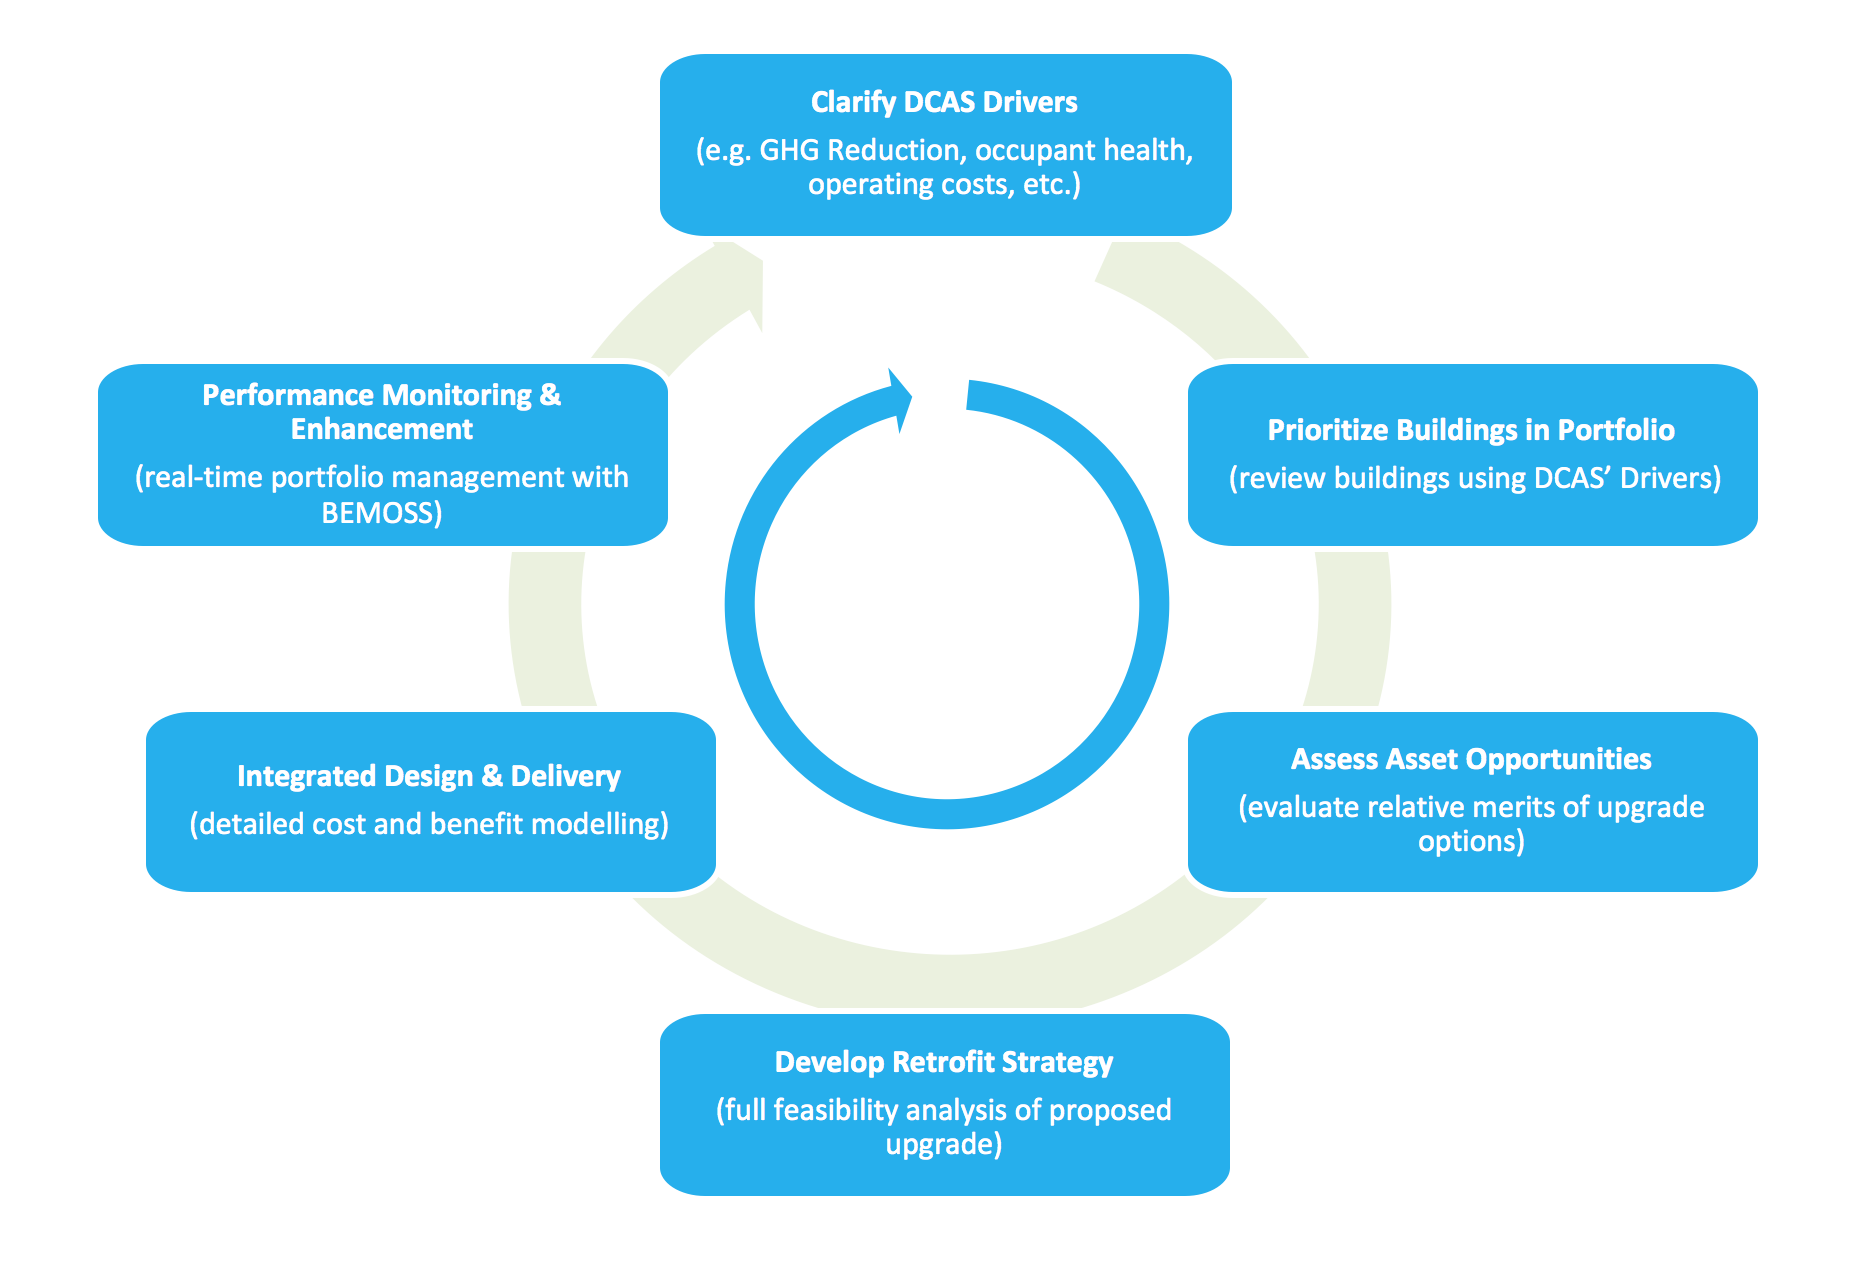 Clarify DCAS Drivers
(e.g. GHG Reduction, occupant health,
operating costs, etc.)
Prioritize Buildings in Portfolio
(review buildings using DCAS’ Drivers)
Assess Asset Opportunities
(evaluate relative merits of upgrade
options)
Develop Retrofit Strategy
(full feasibility analysis of proposed
upgrade)
Integrated Design & Delivery
(detailed cost and benefit modelling)
Performance Monitoring &
Enhancement
(real-time portfolio management with
BEMOSS)